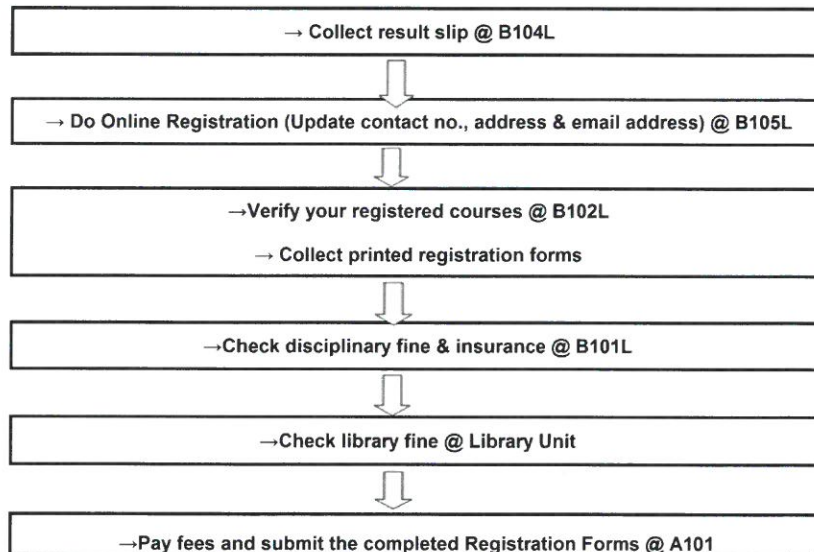 → Collect result slip @ B104L
→ Do Online Registration (Update contact no., address & email address) @ B105L
→Verify your registered courses @ B102L
→ Collect printed registration forms
→Check disciplinary fine & insurance @ B101L
→Check library fine @ Library Unit
→Pay fees and submit the completed Registration Forms @ A101